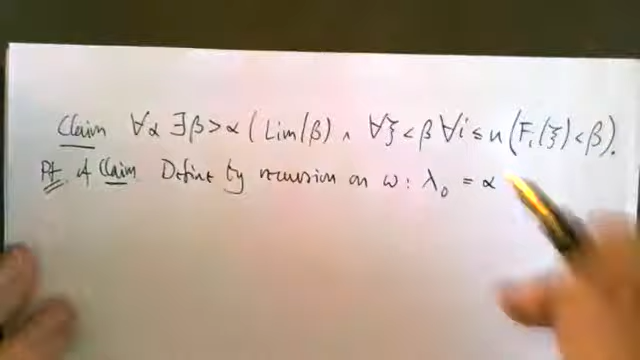 Claim ∀α ∃β > α (Lim(β) ∧ ∀ξ < β ∀i ≤ n (Fᵢ(ξ) < β).
Pf of Claim Define by recursion on ω: λ₀ = α